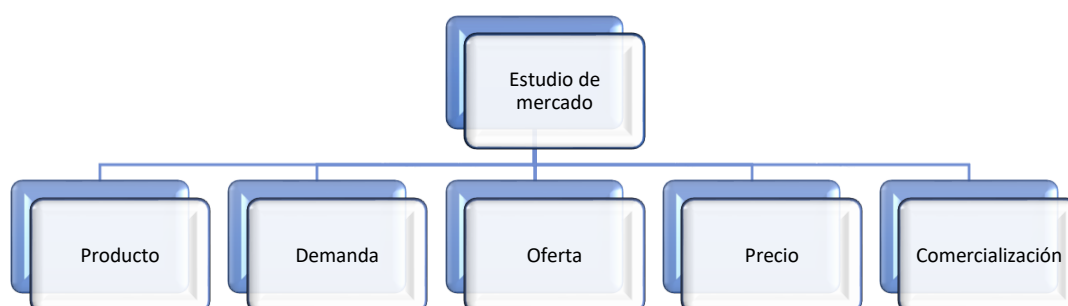 Estudio de
mercado
Producto
Demanda
Oferta
Precio
Comercialización